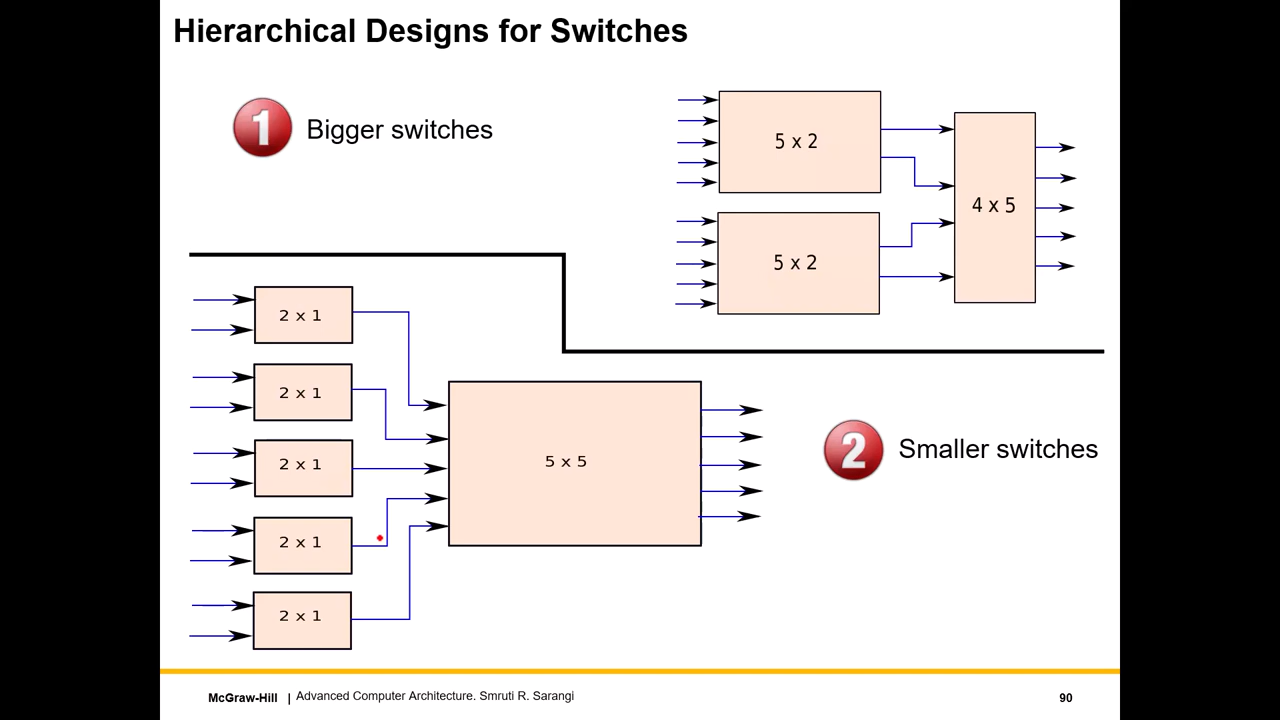 Hierarchical Designs for Switches
1
Bigger switches
5 x 2
5 x 2
4 x 5
2 x 1
2 x 1
2 x 1
2 x 1
2 x 1
5 x 5
2
Smaller switches
McGraw-Hill | Advanced Computer Architecture. Smruti R. Sarangi
90